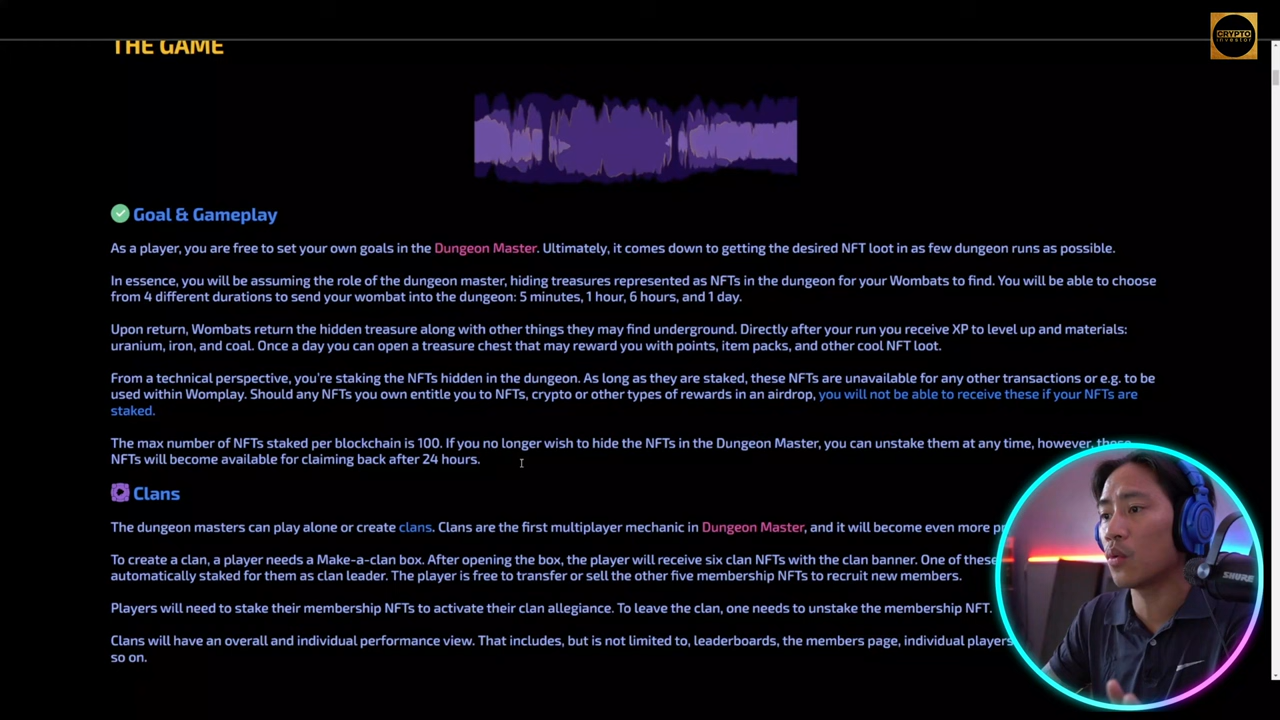 CRYPTO
investor
THE GAME
Goal & Gameplay
As a player, you are free to set your own goals in the Dungeon Master. Ultimately, it comes down to getting the desired NFT loot in as few dungeon runs as possible.
In essence, you will be assuming the role of the dungeon master, hiding treasures represented as NFTs in the dungeon for your Wombats to find. You will be able to choose
from 4 different durations to send your wombat into the dungeon: 5 minutes, 1 hour, 6 hours, and 1 day.
Upon return, Wombats return the hidden treasure along with other things they may find underground. Directly after your run you receive XP to level up and materials:
uranium, iron, and coal. Once a day you can open a treasure chest that may reward you with points, item packs, and other cool NFT loot.
From a technical perspective, you're staking the NFTs hidden in the dungeon. As long as they are staked, these NFTs are unavailable for any other transactions or e.g. to be
used within Womplay. Should any NFTs you own entitle you to NFTs, crypto or other types of rewards in an airdrop, you will not be able to receive these if your NFTs are
staked.
The max number of NFTs staked per blockchain is 100. If you no longer wish to hide the NFTs in the Dungeon Master, you can unstake them at any time, however, these
NFTs will become available for claiming back after 24 hours.
Clans
The dungeon masters can play alone or create clans. Clans are the first multiplayer mechanic in Dungeon Master, and it will become even more
To create a clan, a player needs a Make-a-clan box. After opening the box, the player will receive six clan NFTs with the clan banner. One of these
automatically staked for them as clan leader. The player is free to transfer or sell the other five membership NFTs to recruit new members.
Players will need to stake their membership NFTs to activate their clan allegiance. To leave the clan, one needs to unstake the membership NFT.
Clans will have an overall and individual performance view. That includes, but is not limited to, leaderboards, the members page, individual players
so on.
SHURE